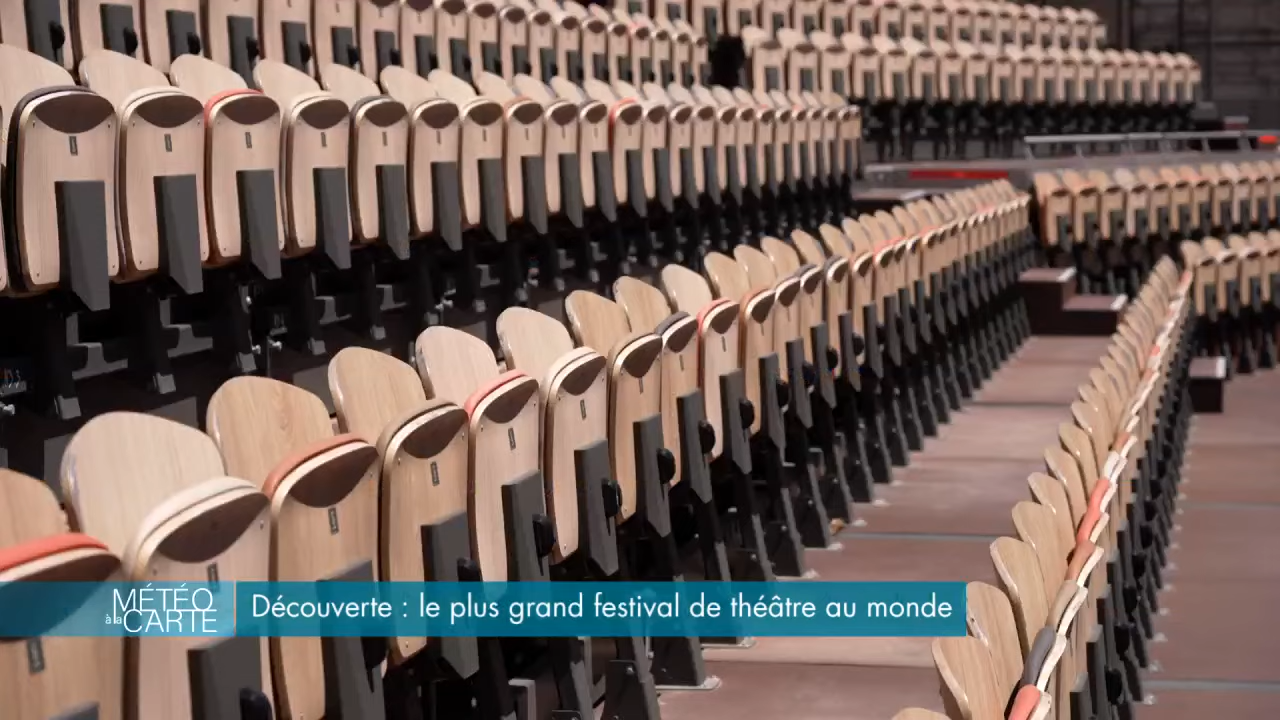 MÉTÉO
à la CARTE
Découverte : le plus grand festival de théâtre au monde